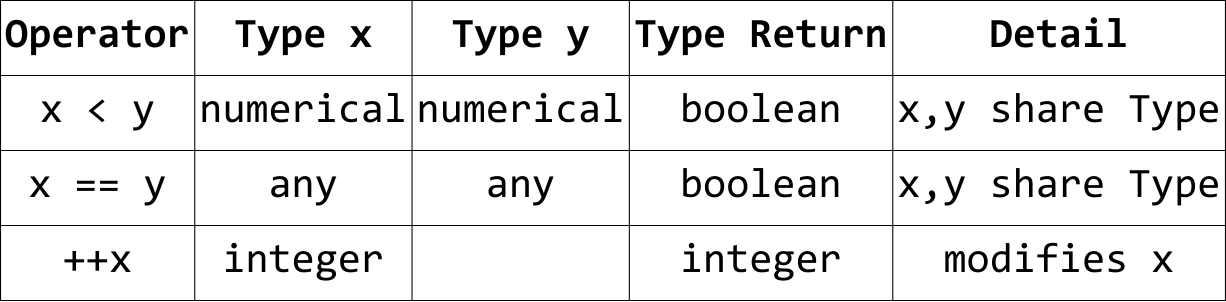 Operator Type x Type y Type Return Detail
x < y numerical numerical boolean x,y share Type
x == y any any boolean x,y share Type
++x integer integer modifies x